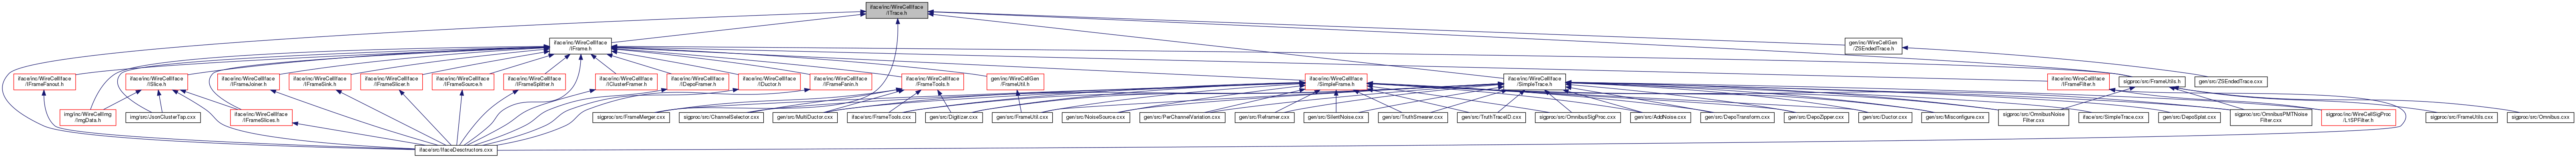 iface/inc/WireCellIface
/ITrace.h
iface/inc/WireCellIface
/IFrame.h
gen/inc/WireCellGen
/ZSEndedTrace.h
iface/inc/WireCellIface
/IFrameFanout.h
iface/inc/WireCellIface
/ISlice.h
iface/inc/WireCellIface
/IFrameJoiner.h
iface/inc/WireCellIface
/IFrameSink.h
iface/inc/WireCellIface
/IFrameSlicer.h
iface/inc/WireCellIface
/IFrameSource.h
iface/inc/WireCellIface
/IFrameSplitter.h
iface/inc/WireCellIface
/IClusterFramer.h
iface/inc/WireCellIface
/IDepoFramer.h
iface/inc/WireCellIface
/IDuctor.h
iface/inc/WireCellIface
/IFrameFanin.h
iface/inc/WireCellIface
/FrameTools.h
gen/inc/WireCellGen
/FrameUtil.h
iface/inc/WireCellIface
/SimpleFrame.h
iface/inc/WireCellIface
/SimpleTrace.h
iface/inc/WireCellIface
/IFrameFilter.h
sigproc/src/FrameUtils.h
gen/src/ZSEndedTrace.cxx
img/inc/WireCellImg
/ImgData.h
img/src/JsonClusterTap.cxx
iface/inc/WireCellIface
/IFrameSlices.h
sigproc/src/FrameMerger.cxx
sigproc/src/ChannelSelector.cxx
gen/src/MultiDuctor.cxx
iface/src/FrameTools.cxx
gen/src/Digitizer.cxx
gen/src/FrameUtil.cxx
gen/src/NoiseSource.cxx
gen/src/PerChannelVariation.cxx
gen/src/Reframer.cxx
gen/src/SilentNoise.cxx
gen/src/TruthSmearer.cxx
gen/src/TruthTraceID.cxx
sigproc/src/OmnibusSigProc.cxx
gen/src/AddNoise.cxx
gen/src/DepoTransform.cxx
gen/src/DepoZipper.cxx
gen/src/Ductor.cxx
gen/src/Misconfigure.cxx
sigproc/src/OmnibusNoise
Filter.cxx
iface/src/SimpleTrace.cxx
gen/src/DepoSplat.cxx
sigproc/src/OmnibusPMTNoise
Filter.cxx
sigproc/inc/WireCellSigProc
/L1SPFilter.h
sigproc/src/FrameUtils.cxx
sigproc/src/Omnibus.cxx
iface/src/IfaceDesctructors.cxx